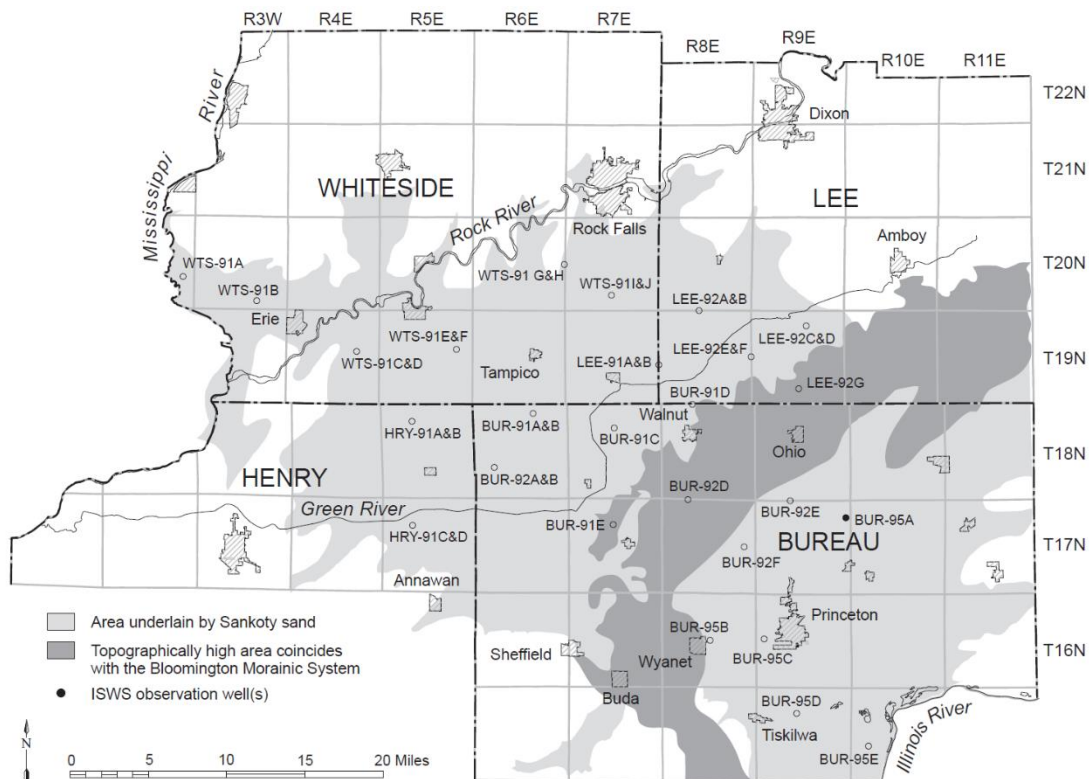 R3W R4E R5E R6E R7E
R8E R9E R10E R11E
T22N
Dixon
River
T21N
Mississippi
WHITESIDE
LEE
Rock River
Rock Falls
Amboy
WTS-91A
WTS-91 G&H
T20N
WTS-91B
WTS-91I&J
LEE-92A&B
Erie
WTS-91E&F
LEE-92C&D
WTS-91C&D
Tampico
LEE-91A&B
LEE-92E&F
T19N
LEE-92G
BUR-91D
Walnut
HRY-91A&B
BUR-91A&B
BUR-91C
Ohio
T18N
HENRY
BUR-92A&B
BUR-92D
Green River
BUR-92E
HRY-91C&D
BUR-91E
BUR-95A
BUREAU
T17N
BUR-92F
Annawan
Princeton
Area underlain by Sankoty sand
BUR-95B
Topographically high area coincides
with the Bloomington Morainic System
Sheffield
Wyanet
BUR-95C
T16N
ISWS observation well(s)
Buda
BUR-95D
Tiskilwa
Illinois River
N
BUR-95E
0 5 10 20 Miles